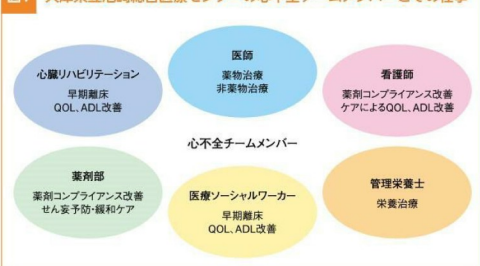 医師
薬物治療
非薬物治療
心臓リハビリテーション
早期離床
QOL、ADL改善
看護師
薬剤コンプライアンス改善
ケアによるQOL、ADL改善
心不全チームメンバー
薬剤部
薬剤コンプライアンス改善
せん妄予防・緩和ケア
医療ソーシャルワーカー
早期離床
QOL、ADL改善
管理栄養士
栄養治療